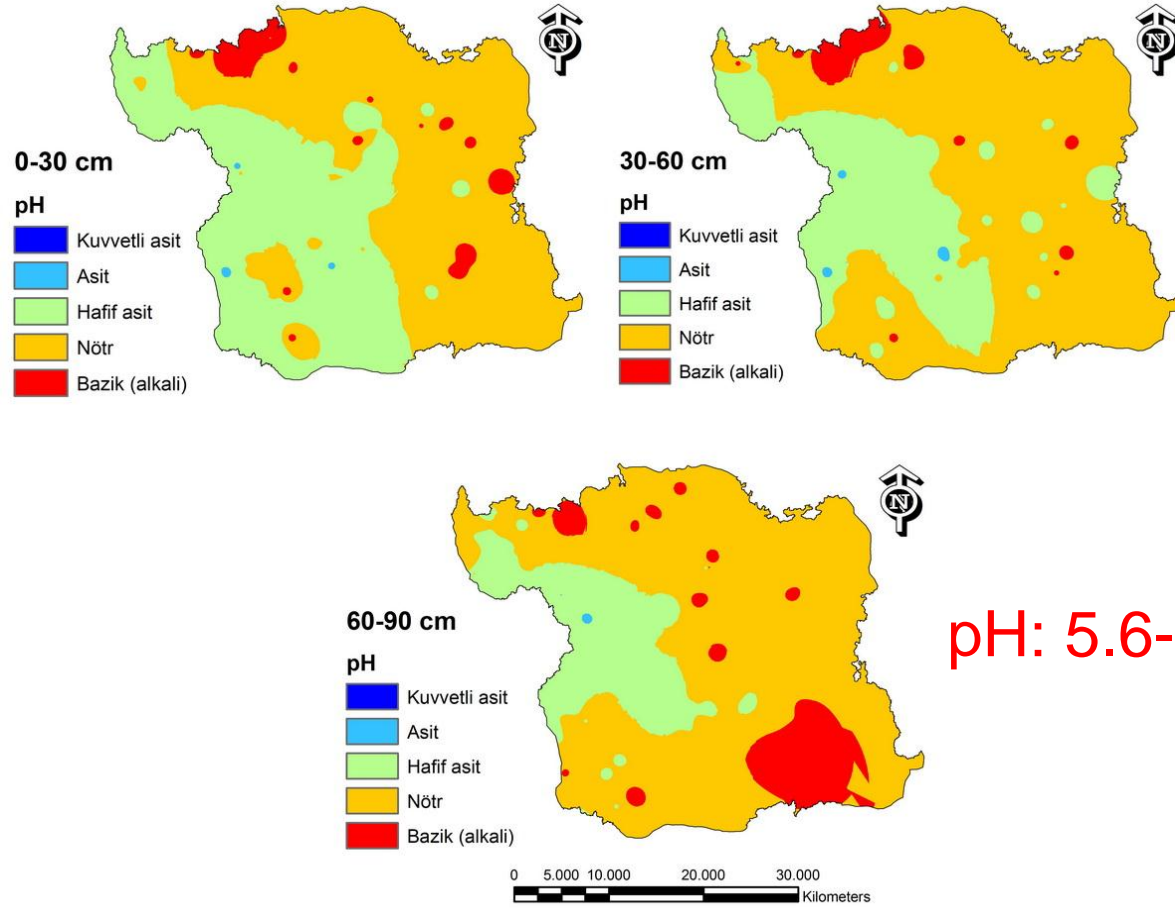 N
N
0-30 cm
pH
Kuvvetli asit
Asit
Hafif asit
Nötr
Bazik (alkali)
30-60 cm
pH
Kuvvetli asit
Asit
Hafif asit
Nötr
Bazik (alkali)
N
60-90 cm
pH
Kuvvetli asit
Asit
Hafif asit
Nötr
Bazik (alkali)
pH: 5.6-
0 5.000 10.000 20.000 30.000
Kilometers